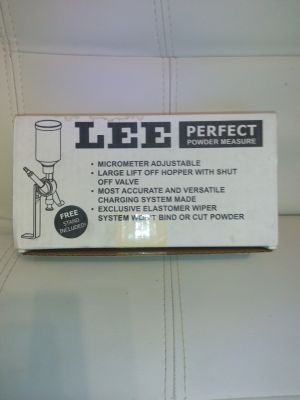 LEE PERFECT
POWDER MEASURE
• MICROMETER ADJUSTABLE
• LARGE LIFT OFF HOPPER WITH SHUT
OFF VALVE
• MOST ACCURATE AND VERSATILE
CHARGING SYSTEM MADE
• EXCLUSIVE ELASTOMER WIPER
SYSTEM WON'T BIND OR CUT POWDER
FREE
STAND
INCLUDED!